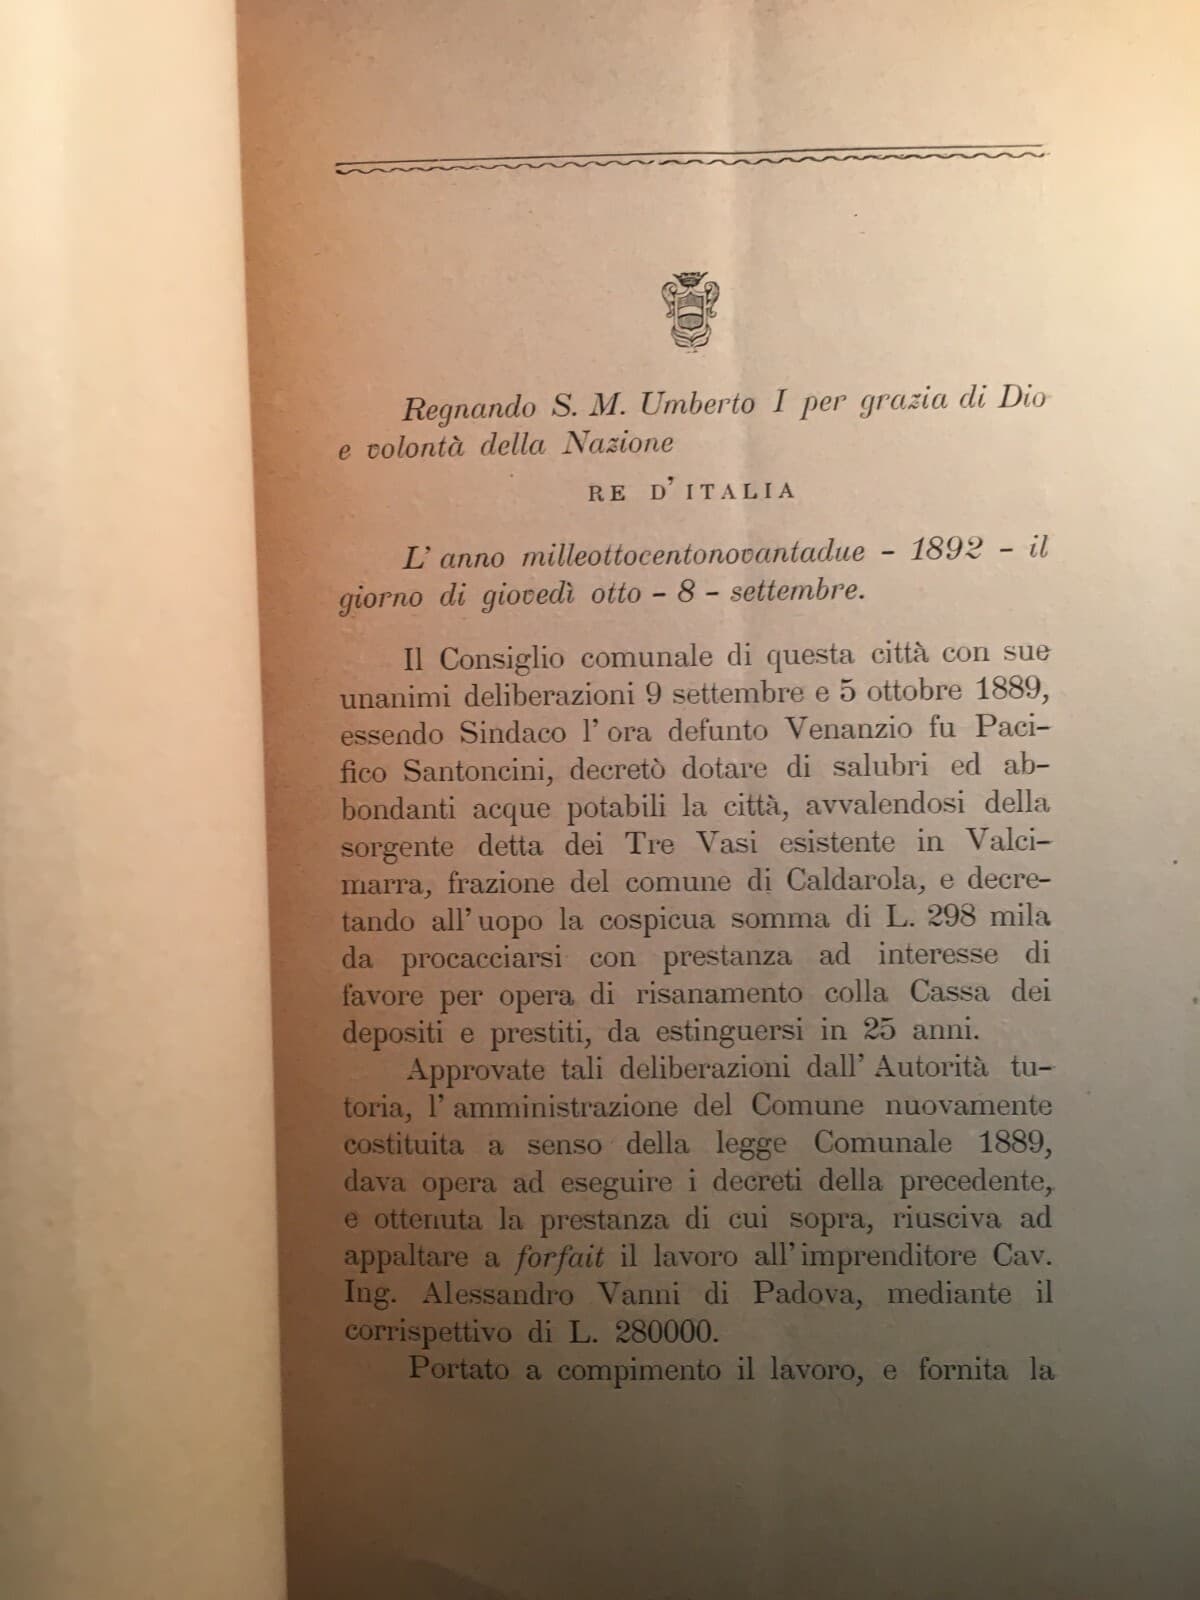 Regnando S. M. Umberto I per grazia di Dio
e volontà della Nazione
RE D'ITALIA
L' anno milleottocentonovantadue - 1892 - il
giorno di giovedì otto - 8 - settembre.
Il Consiglio comunale di questa città con sue
unanimi deliberazioni 9 settembre e 5 ottobre 1889,
essendo Sindaco l' ora defunto Venanzio fu Paci-
fico Santoncini, decretò dotare di salubri ed ab-
bondanti acque potabili la città, avvalendosi della
sorgente detta dei Tre Vasi esistente in Valci-
marra, frazione del comune di Caldarola, e decre-
tando all' uopo la cospicua somma di L. 298 mila
da procacciarsi con prestanza ad interesse di
favore per opera di risanamento colla Cassa dei
depositi e prestiti, da estinguersi in 25 anni.
Approvate tali deliberazioni dall' Autorità tu-
toria, l' amministrazione del Comune nuovamente
costituita a senso della legge Comunale 1889,
dava opera ad eseguire i decreti della precedente,
e ottenuta la prestanza di cui sopra, riusciva ad
appaltare a forfait il lavoro all' imprenditore Cav.
Ing. Alessandro Vanni di Padova, mediante il
corrispettivo di L. 280000.
Portato a compimento il lavoro, e fornita la